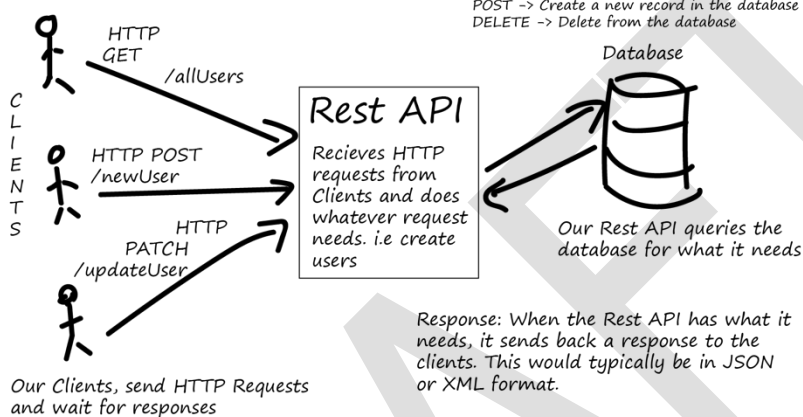 POST -> Create a new record in the database
DELETE -> Delete from the database
HTTP
GET
/allUsers
CLIENTS
HTTP POST
/newUser
HTTP
PATCH
/updateUser
Rest API
Recieves HTTP
requests from
Clients and does
whatever request
needs. i.e create
users
Database
Our Rest API queries the
database for what it needs
Response: When the Rest API has what it
needs, it sends back a response to the
clients. This would typically be in JSON
or XML format.
Our Clients, send HTTP Requests
and wait for responses